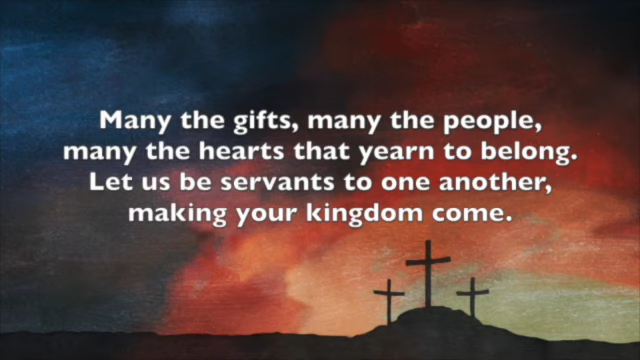 Many the gifts, many the people,
many the hearts that yearn to belong.
Let us be servants to one another,
making your kingdom come.